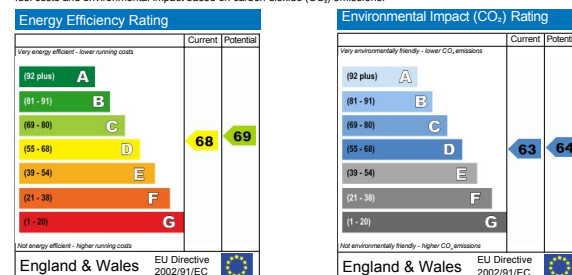 Energy Efficiency Rating
Current Potential
Very energy efficient - lower running costs
(92 plus) A
(81 - 91) B
(69 - 80) C
(55 - 68) D
(39 - 54) E
(21 - 38) F
(1 - 20) G
68
69
Not energy efficient - higher running costs
England & Wales
EU Directive
2002/91/EC
Environmental Impact (CO₂) Rating
Current Potenti
Very environmentally friendly - lower CO₂ emissions
(92 plus) A
(81 - 91) B
(69 - 80) C
(55 - 68) D
(39 - 54) E
(21 - 38) F
(1 - 20) G
63
64
Not environmentally friendly - higher CO₂ emissions
England & Wales
EU Directive
2002/91/EC